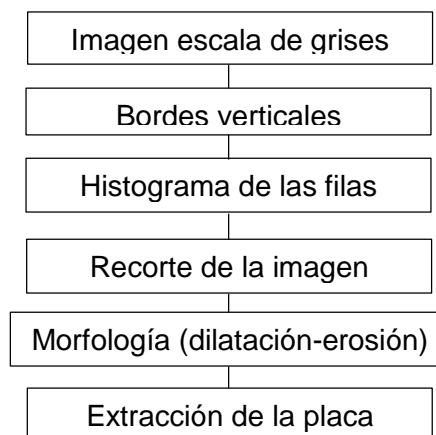 Imagen escala de grises
Bordes verticales
Histograma de las filas
Recorte de la imagen
Morfología (dilatación-erosión)
Extracción de la placa